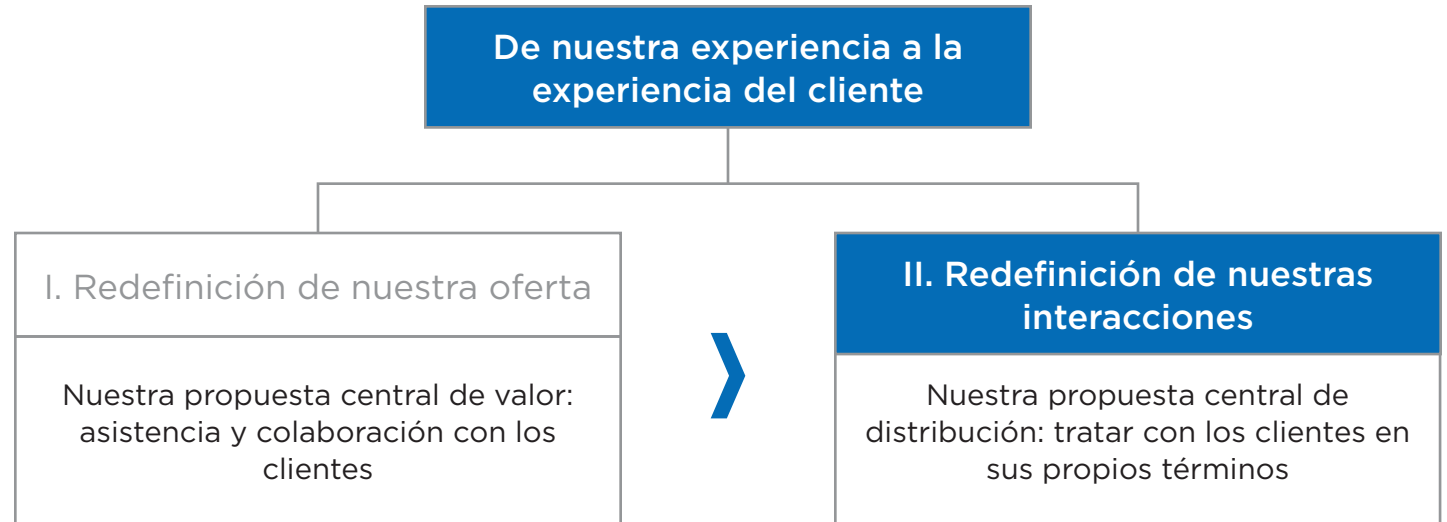 De nuestra experiencia a la
experiencia del cliente
I. Redefinición de nuestra oferta
Nuestra propuesta central de valor:
asistencia y colaboración con los
clientes
II. Redefinición de nuestras
interacciones
Nuestra propuesta central de
distribución: tratar con los clientes en
sus propios términos